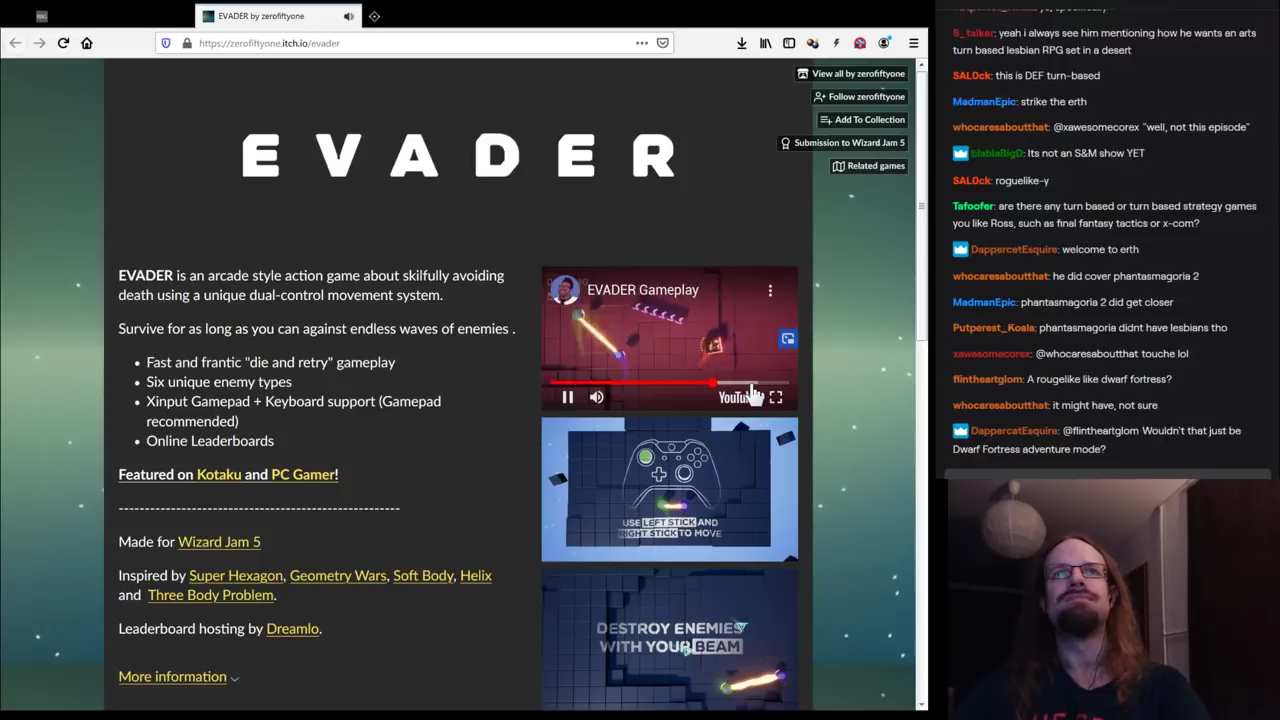 EVADER by zerofiftyone
https://zerofiftyone.itch.io/evader
View all by zerofiftyone
Follow zerofiftyone
Add To Collection
Submission to Wizard Jam 5
Related games
EVADER
EVADER is an arcade style action game about skilfully avoiding
death using a unique dual-control movement system.
Survive for as long as you can against endless waves of enemies .
Fast and frantic "die and retry" gameplay
Six unique enemy types
Xinput Gamepad + Keyboard support (Gamepad
recommended)
Online Leaderboards
Featured on Kotaku and PC Gamer!
------------------------------------------------------
Made for Wizard Jam 5
Inspired by Super Hexagon, Geometry Wars, Soft Body, Helix
and Three Body Problem.
Leaderboard hosting by Dreamlo.
More information
EVADER Gameplay
USE LEFT STICK AND
RIGHT STICK TO MOVE
DESTROY ENEMIES
WITH YOUR BEAM
S_talker: yeah i always see him mentioning how he wants an arts
turn based lesbian RPG set in a desert
SAL0ck: this is DEF turn-based
MadmanEpic: strike the erth
whocaresaboutthat: @xawesomecorex "well, not this episode"
blablaBigD: Its not an S&M show YET
SAL0ck: roguelike-y
Tafoofer: are there any turn based or turn based strategy games
you like Ross, such as final fantasy tactics or x-com?
DappercatEsquire: welcome to erth
whocaresaboutthat: he did cover phantasmagoria 2
MadmanEpic: phantasmagoria 2 did get closer
Putperest_Koala: phantasmagoria didnt have lesbians tho
xawesomecorex: @whocaresaboutthat touche lol
flintheartglom: A rougelike like dwarf fortress?
whocaresaboutthat: it might have, not sure
DappercatEsquire: @flintheartglom Wouldn't that just be
Dwarf Fortress adventure mode?